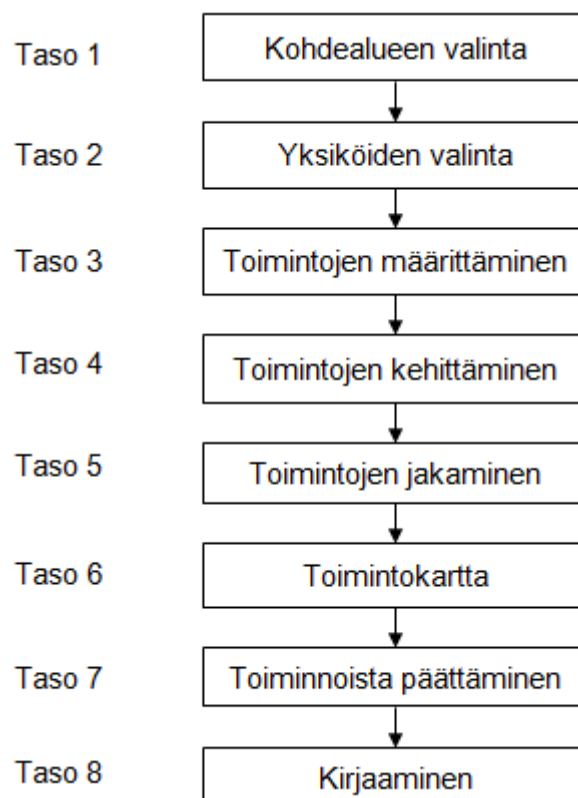 Taso 1 Kohdealueen valinta
Taso 2 Yksiköiden valinta
Taso 3 Toimintojen määrittäminen
Taso 4 Toimintojen kehittäminen
Taso 5 Toimintojen jakaminen
Taso 6 Toimintokartta
Taso 7 Toiminnoista päättäminen
Taso 8 Kirjaaminen